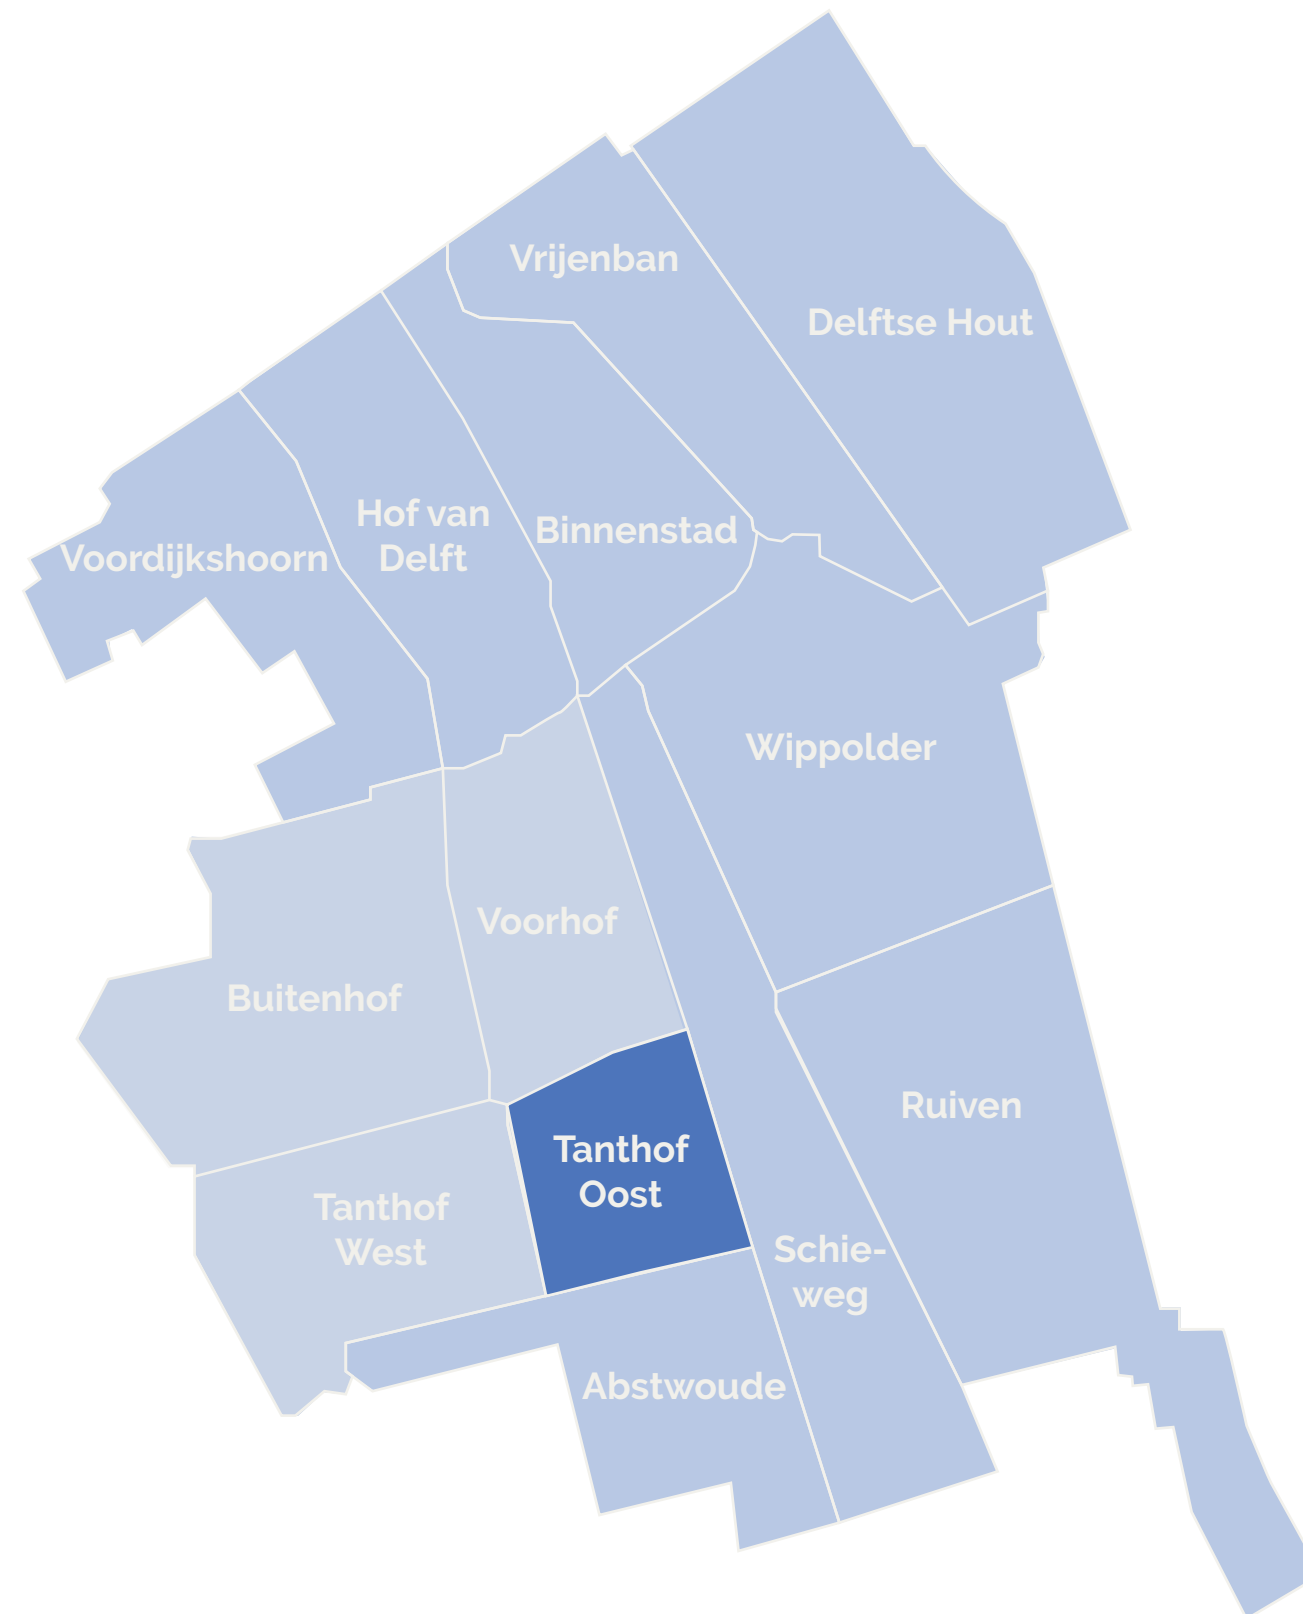 Vrijenban
Delftse Hout
Hof van
Delft
Binnenstad
Voordijkshoorn
Wippolder
Voorhof
Buitenhof
Ruiven
Tanthof
Oost
Tanthof
West
Schie-
weg
Abstwoude